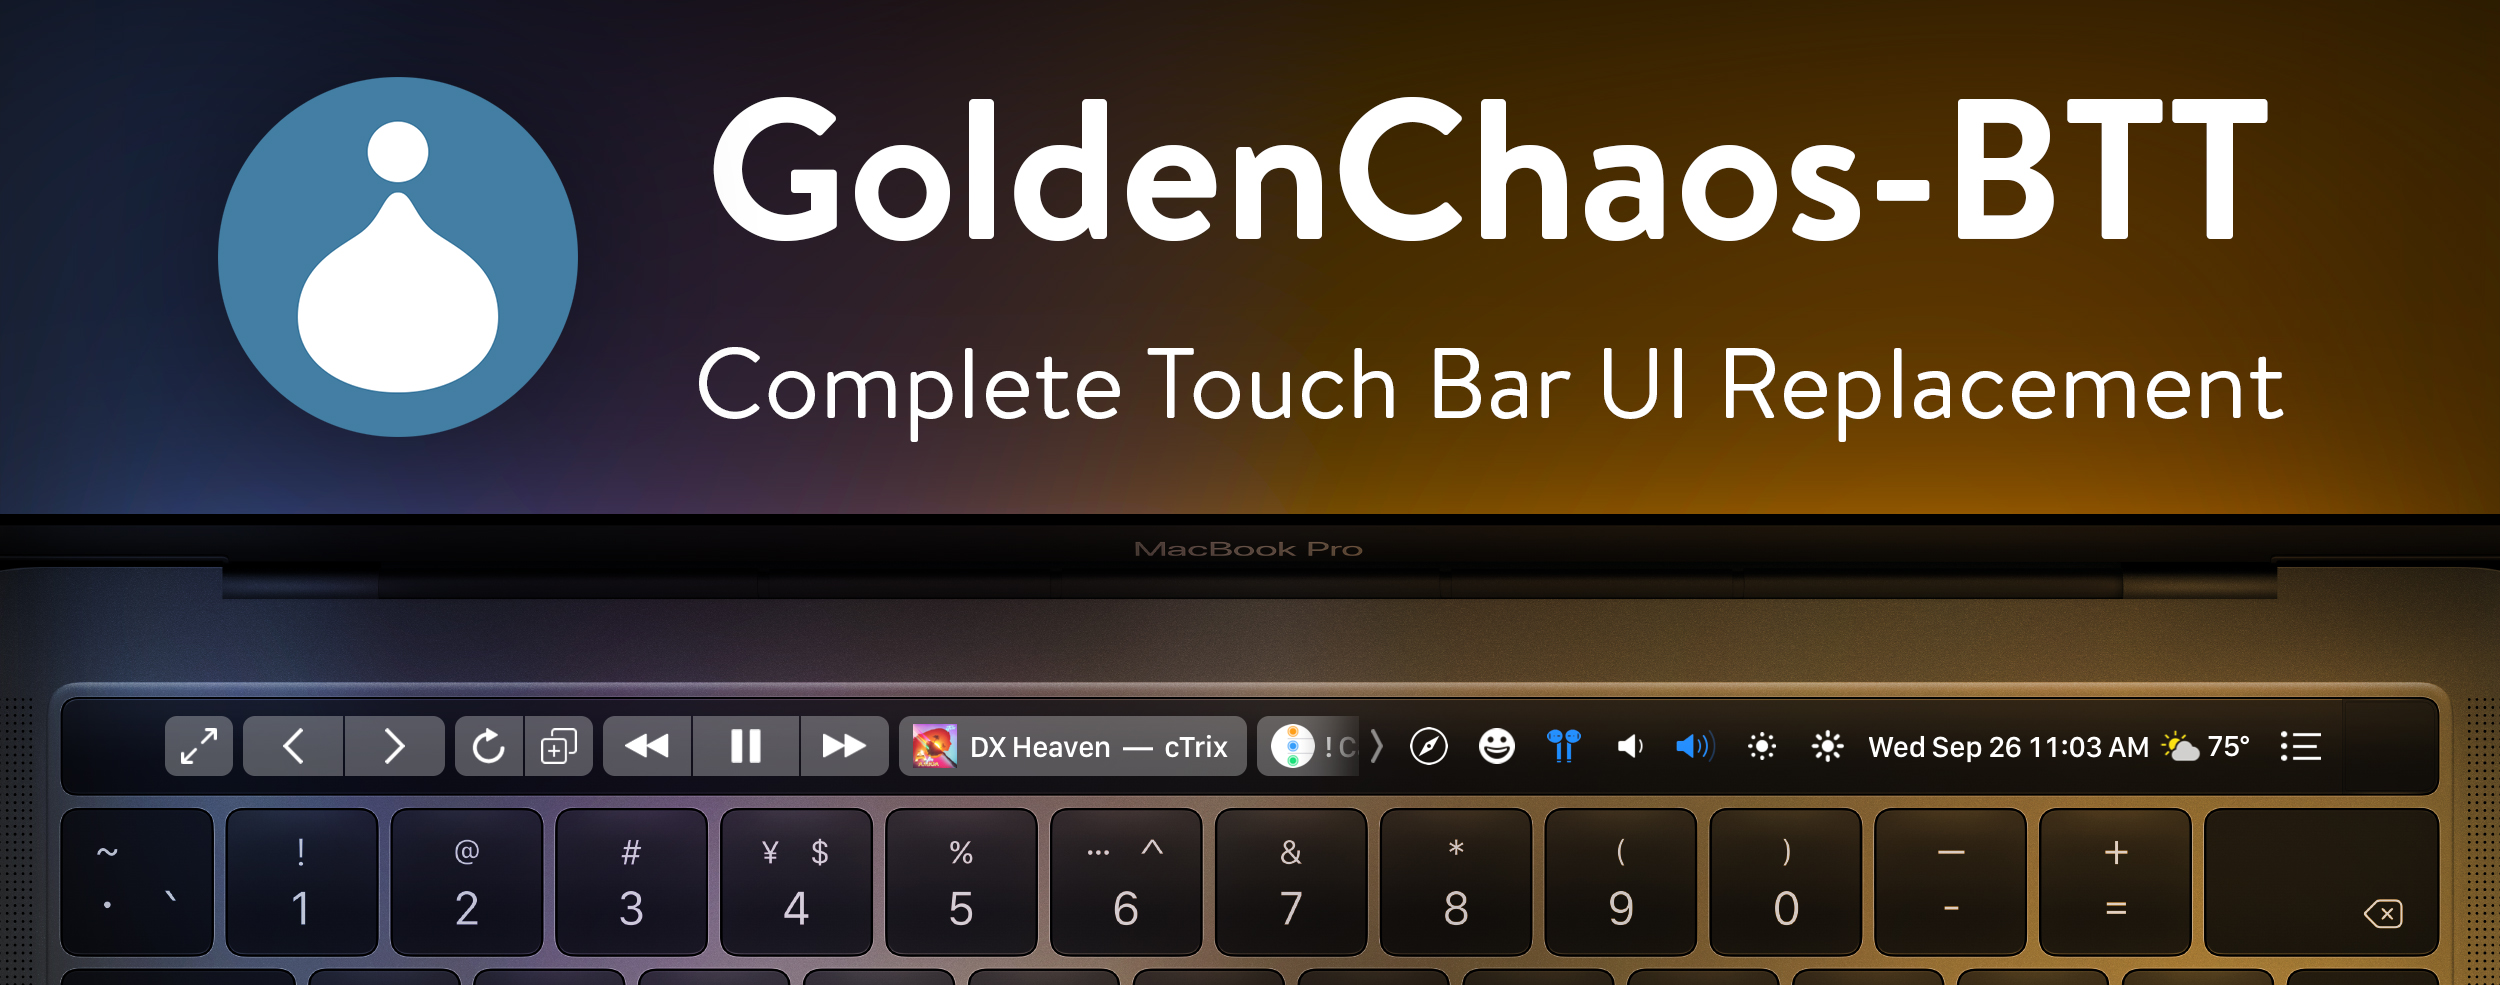 GoldenChaos-BTT
Complete Touch Bar UI Replacement
MacBook Pro
DX Heaven — cTrix ! C Wed Sep 26 11:03 AM 75°
~ ! @ # ¥ $ % … ^ & * ( ) — +
· ` 1 2 3 4 5 6 7 8 9 0 - =